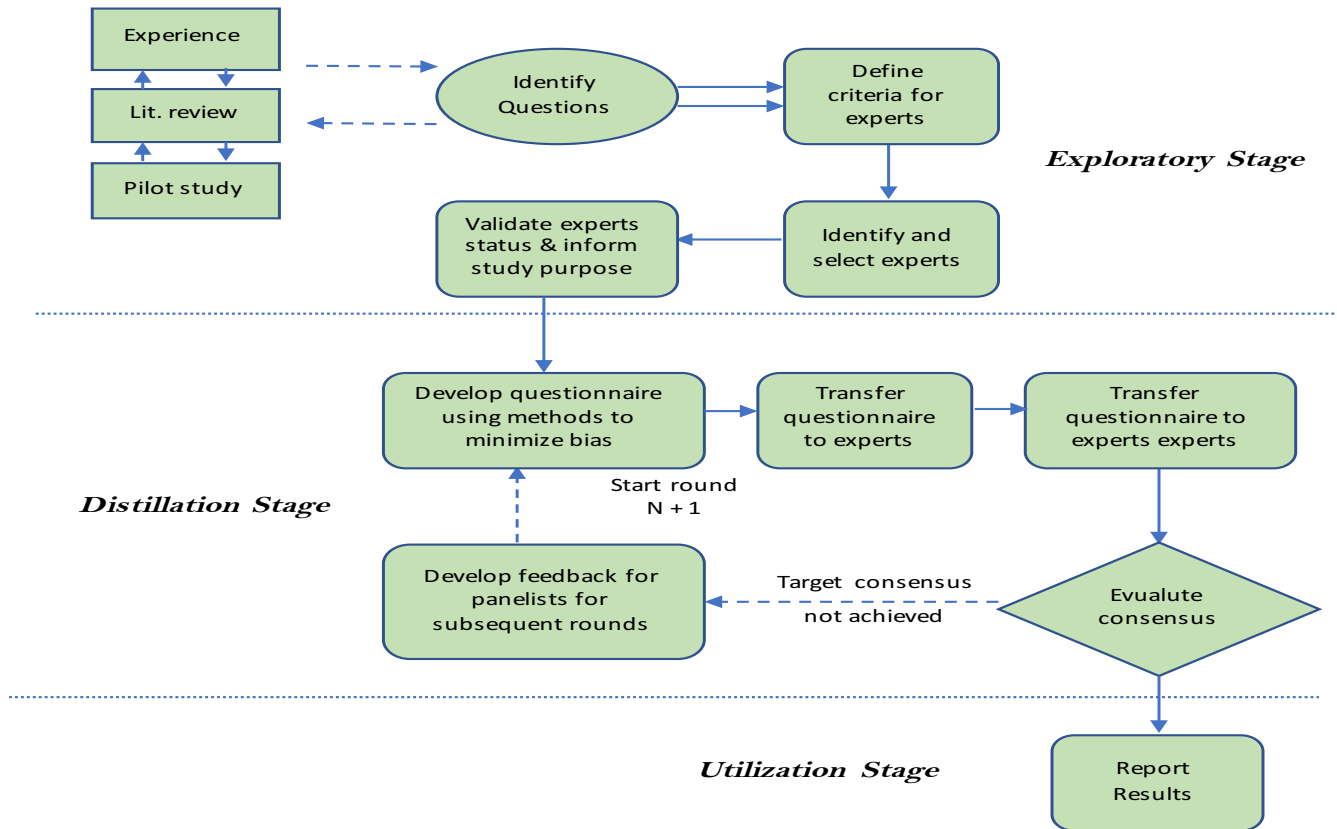 Experience
Lit. review
Pilot study
Identify
Questions
Define
criteria for
experts
Exploratory Stage
Validate experts
status & inform
study purpose
Identify and
select experts
Develop questionnaire
using methods to
minimize bias
Transfer
questionnaire
to experts
Transfer
questionnaire to
experts experts
Start round
N + 1
Distillation Stage
Develop feedback for
panelists for
subsequent rounds
Target consensus
not achieved
Evualute
consensus
Utilization Stage
Report
Results